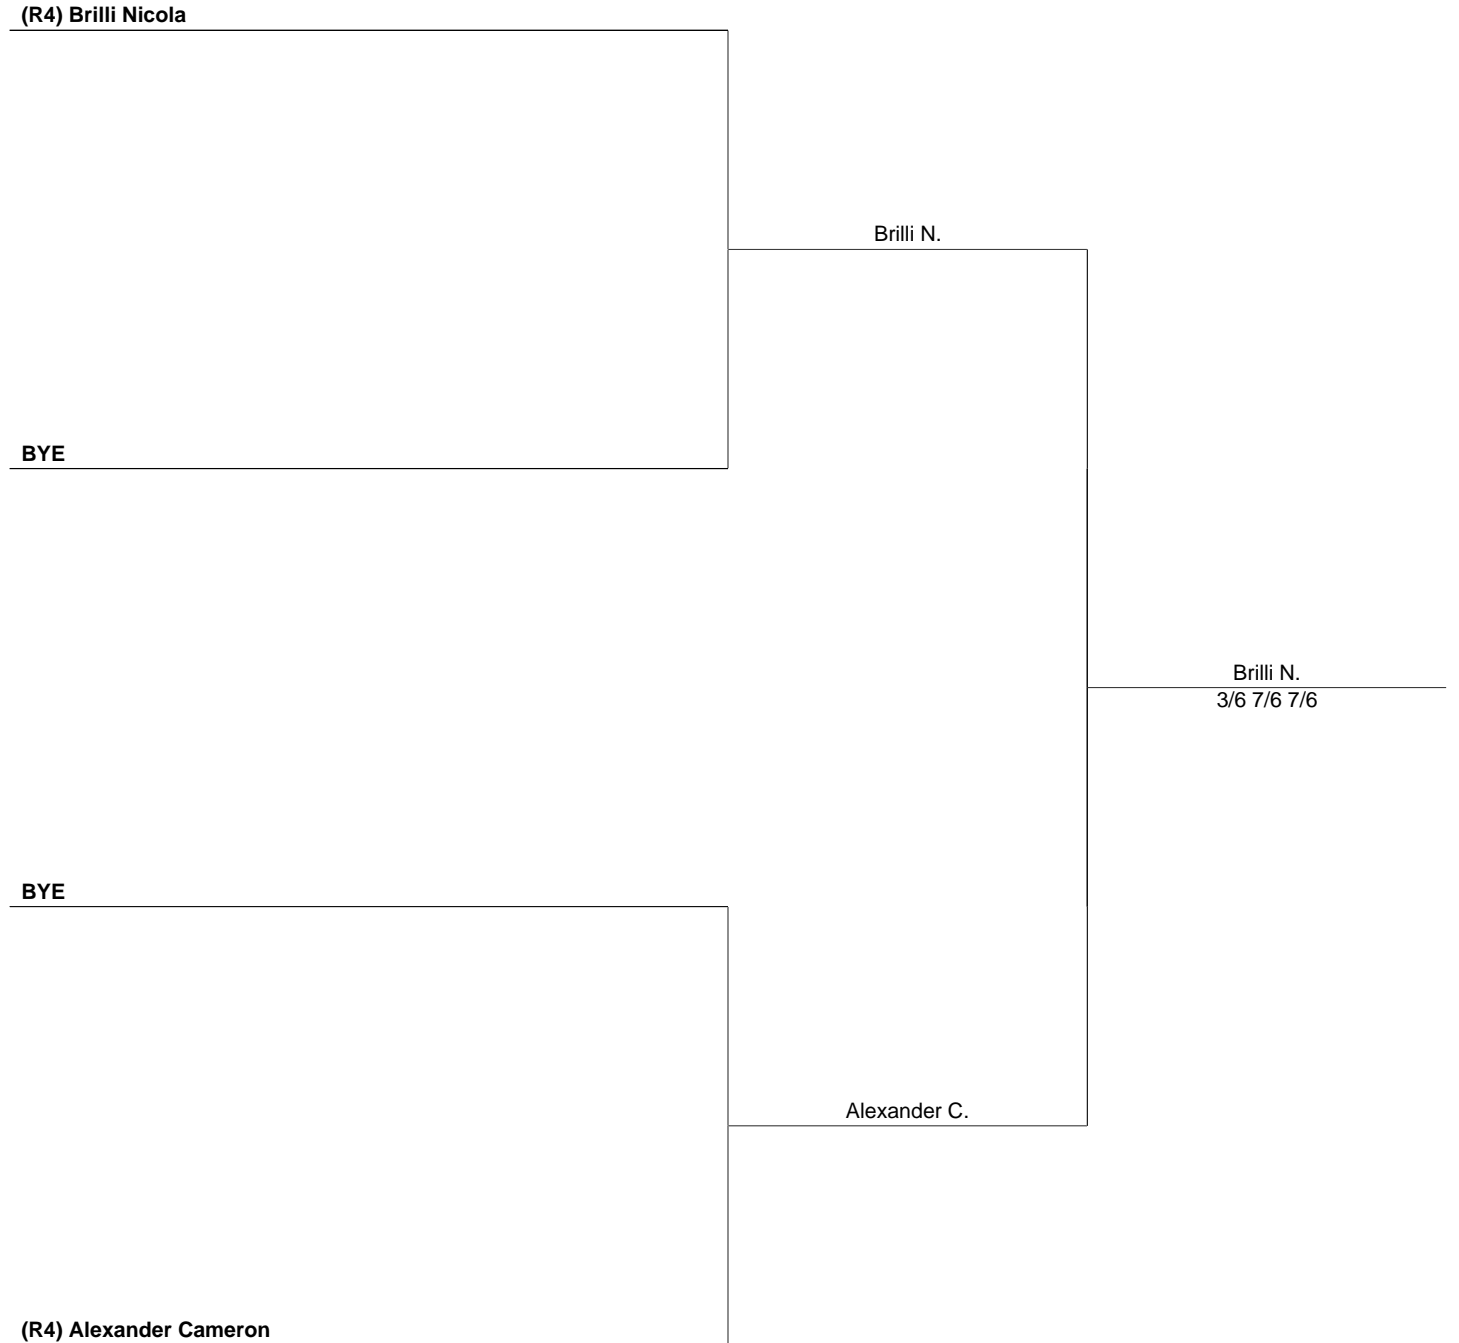 (R4) Brilli Nicola
Brilli N.
BYE
Brilli N.
3/6 7/6 7/6
BYE
Alexander C.
(R4) Alexander Cameron